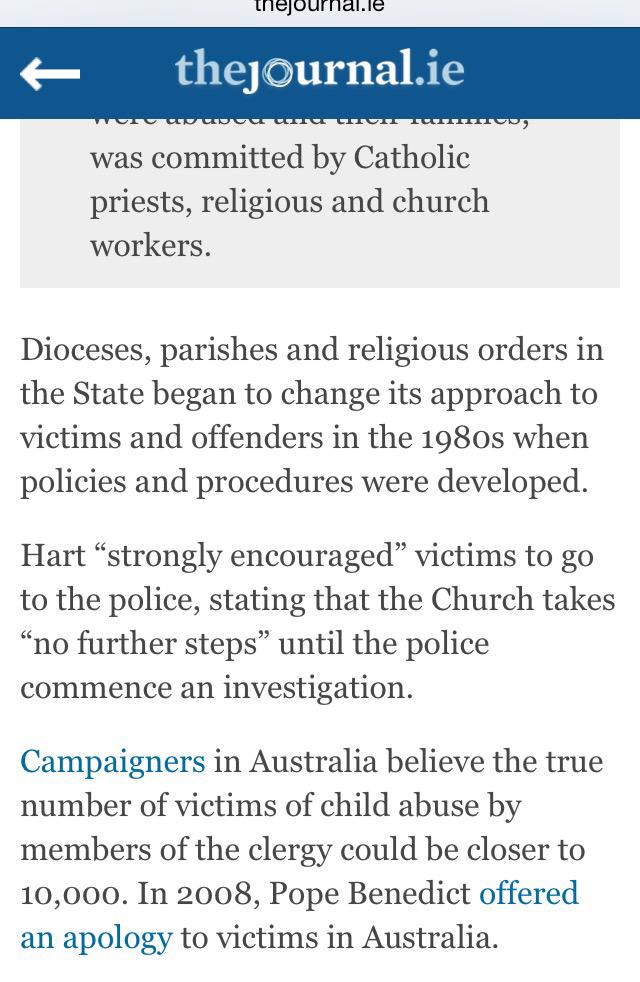 thejournal.ie
thejournal.ie
were abused and their families,
was committed by Catholic
priests, religious and church
workers.
Dioceses, parishes and religious orders in
the State began to change its approach to
victims and offenders in the 1980s when
policies and procedures were developed.
Hart “strongly encouraged” victims to go
to the police, stating that the Church takes
“no further steps” until the police
commence an investigation.
Campaigners in Australia believe the true
number of victims of child abuse by
members of the clergy could be closer to
10,000. In 2008, Pope Benedict offered
an apology to victims in Australia.